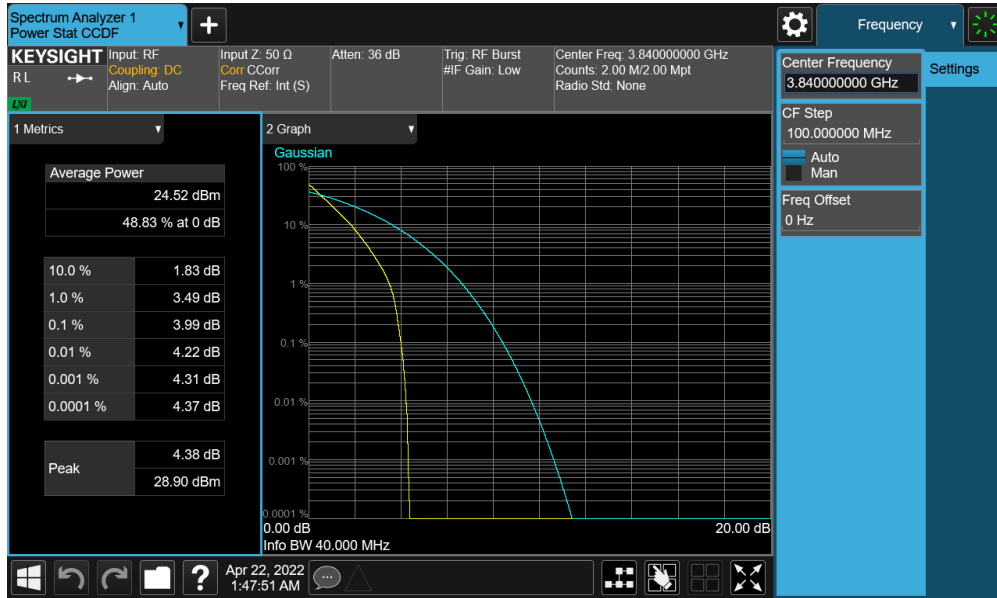 Spectrum Analyzer 1
Power Stat CCDF
+
Frequency
KEYSIGHT
RL
LXI
Input: RF
Coupling: DC
Align: Auto
Input Z: 50 Ω
Corr CCorr
Freq Ref: Int (S)
Atten: 36 dB
Trig: RF Burst
#IF Gain: Low
Center Freq: 3.840000000 GHz
Counts: 2.00 M/2.00 Mpt
Radio Std: None
Center Frequency
3.840000000 GHz
Settings
CF Step
100.000000 MHz
Auto
Man
Freq Offset
0 Hz
1 Metrics
Average Power
24.52 dBm
48.83 % at 0 dB
10.0 % 1.83 dB
1.0 % 3.49 dB
0.1 % 3.99 dB
0.01 % 4.22 dB
0.001 % 4.31 dB
0.0001 % 4.37 dB
Peak
4.38 dB
28.90 dBm
2 Graph
Gaussian
100 %
10 %
1 %
0.1 %
0.01 %
0.001 %
0.0001 %
0.00 dB 20.00 dB
Info BW 40.000 MHz
?
Apr 22, 2022
1:47:51 AM